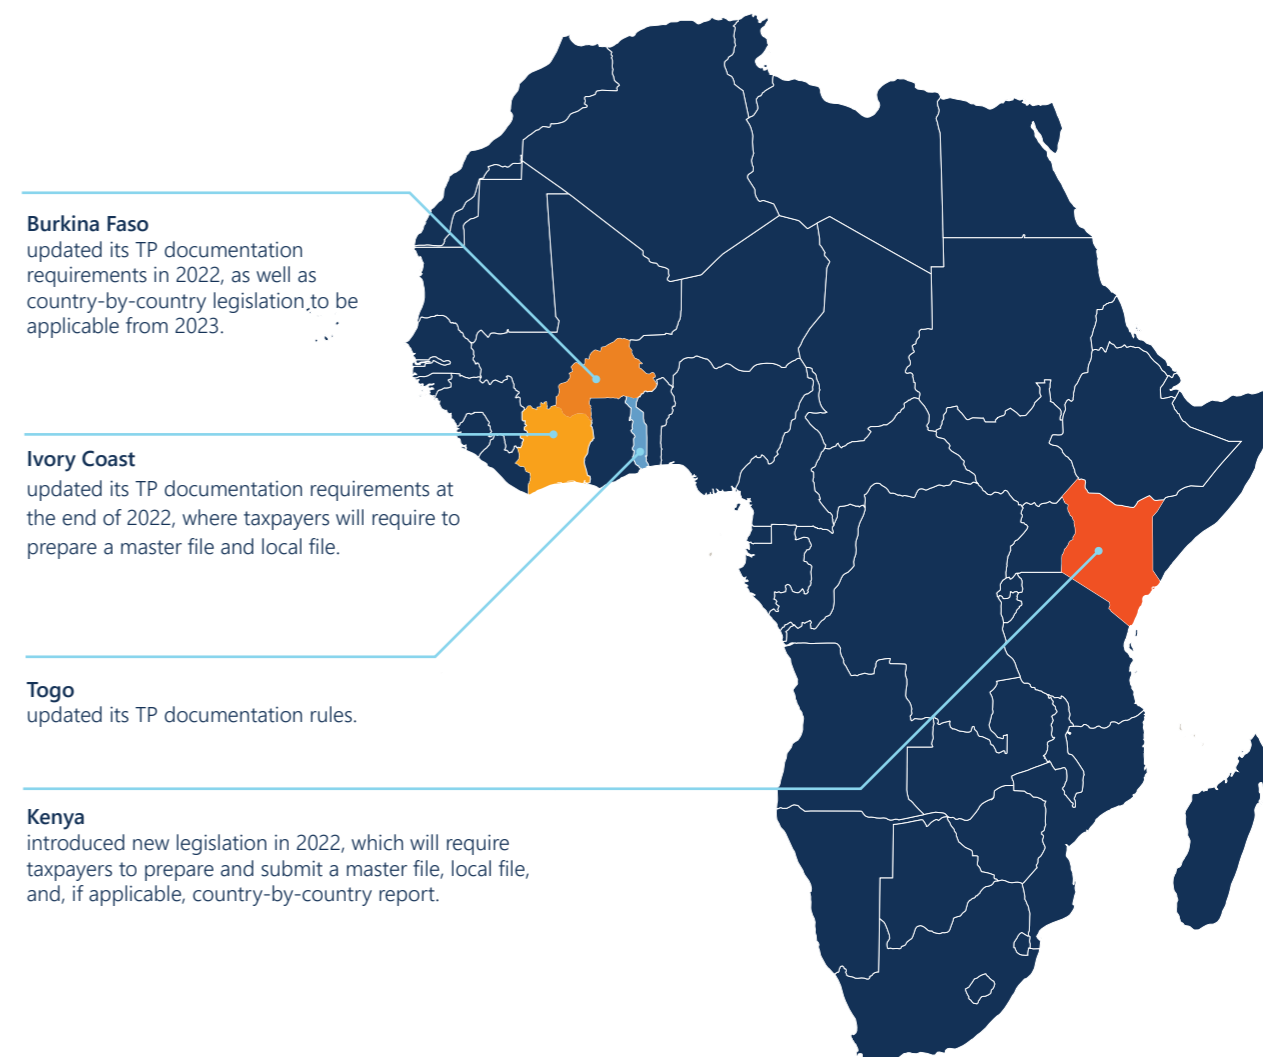 Burkina Faso
updated its TP documentation
requirements in 2022, as well as
country-by-country legislation to be
applicable from 2023.
Ivory Coast
updated its TP documentation requirements at
the end of 2022, where taxpayers will require to
prepare a master file and local file.
Togo
updated its TP documentation rules.
Kenya
introduced new legislation in 2022, which will require
taxpayers to prepare and submit a master file, local file,
and, if applicable, country-by-country report.